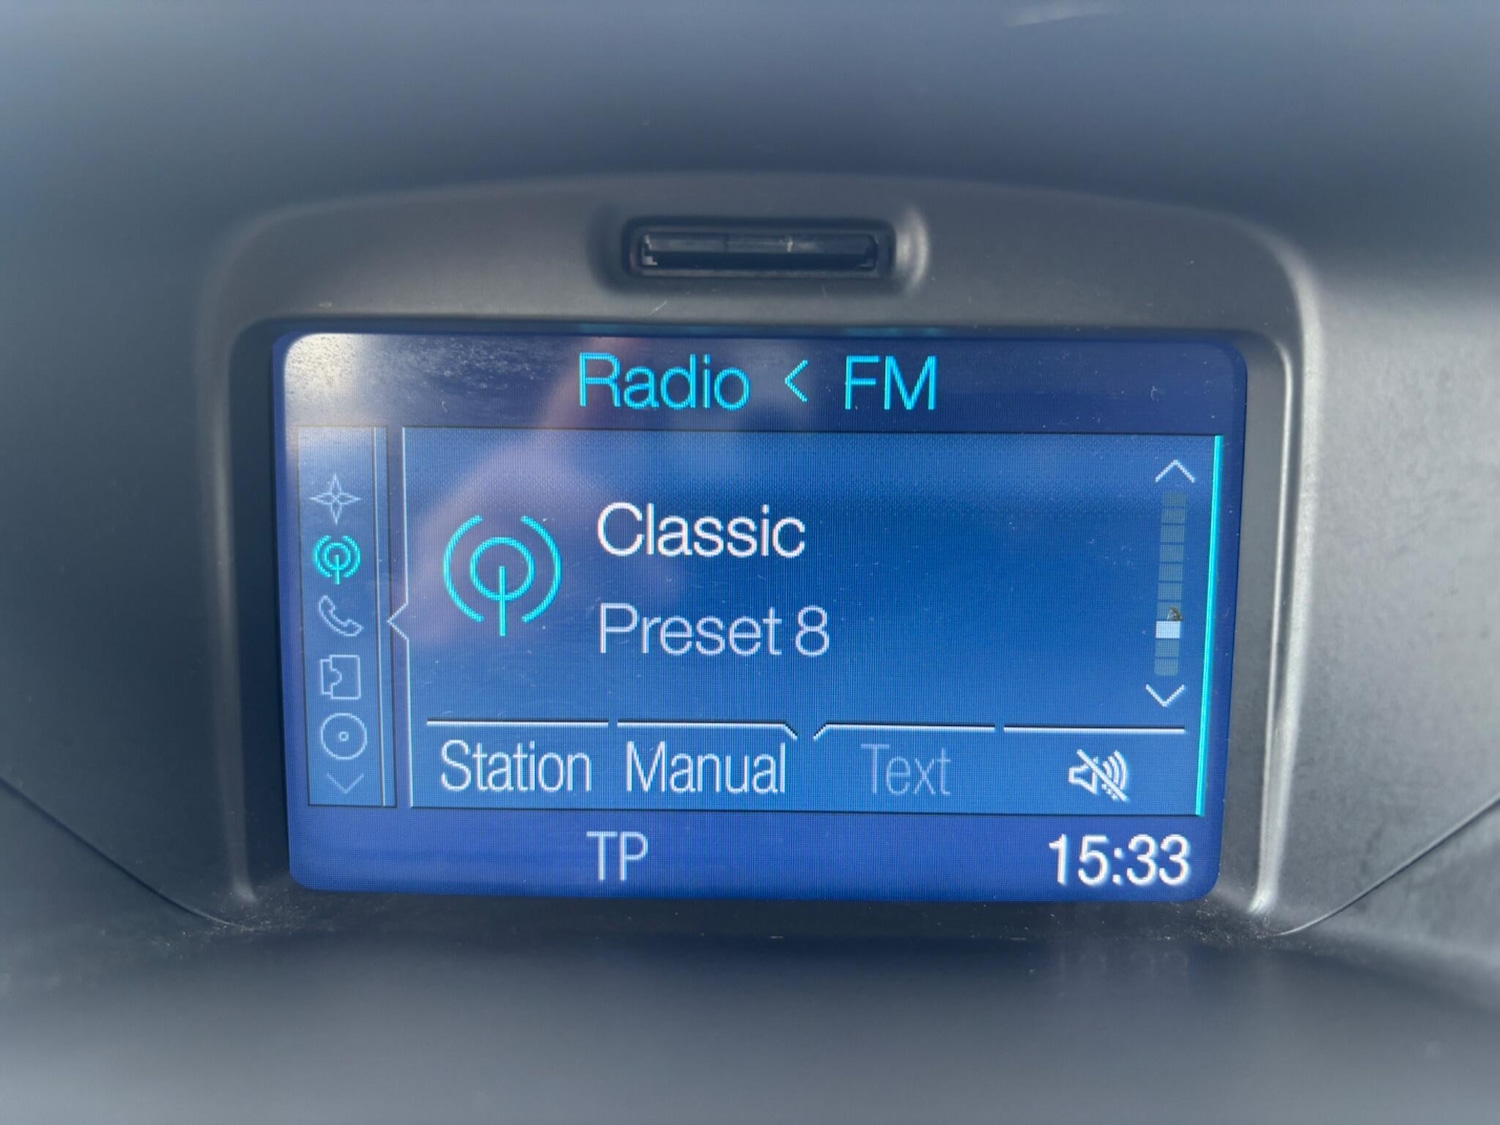 Radio < FM
Classic
Preset 8
Station Manual Text
TP 15:33